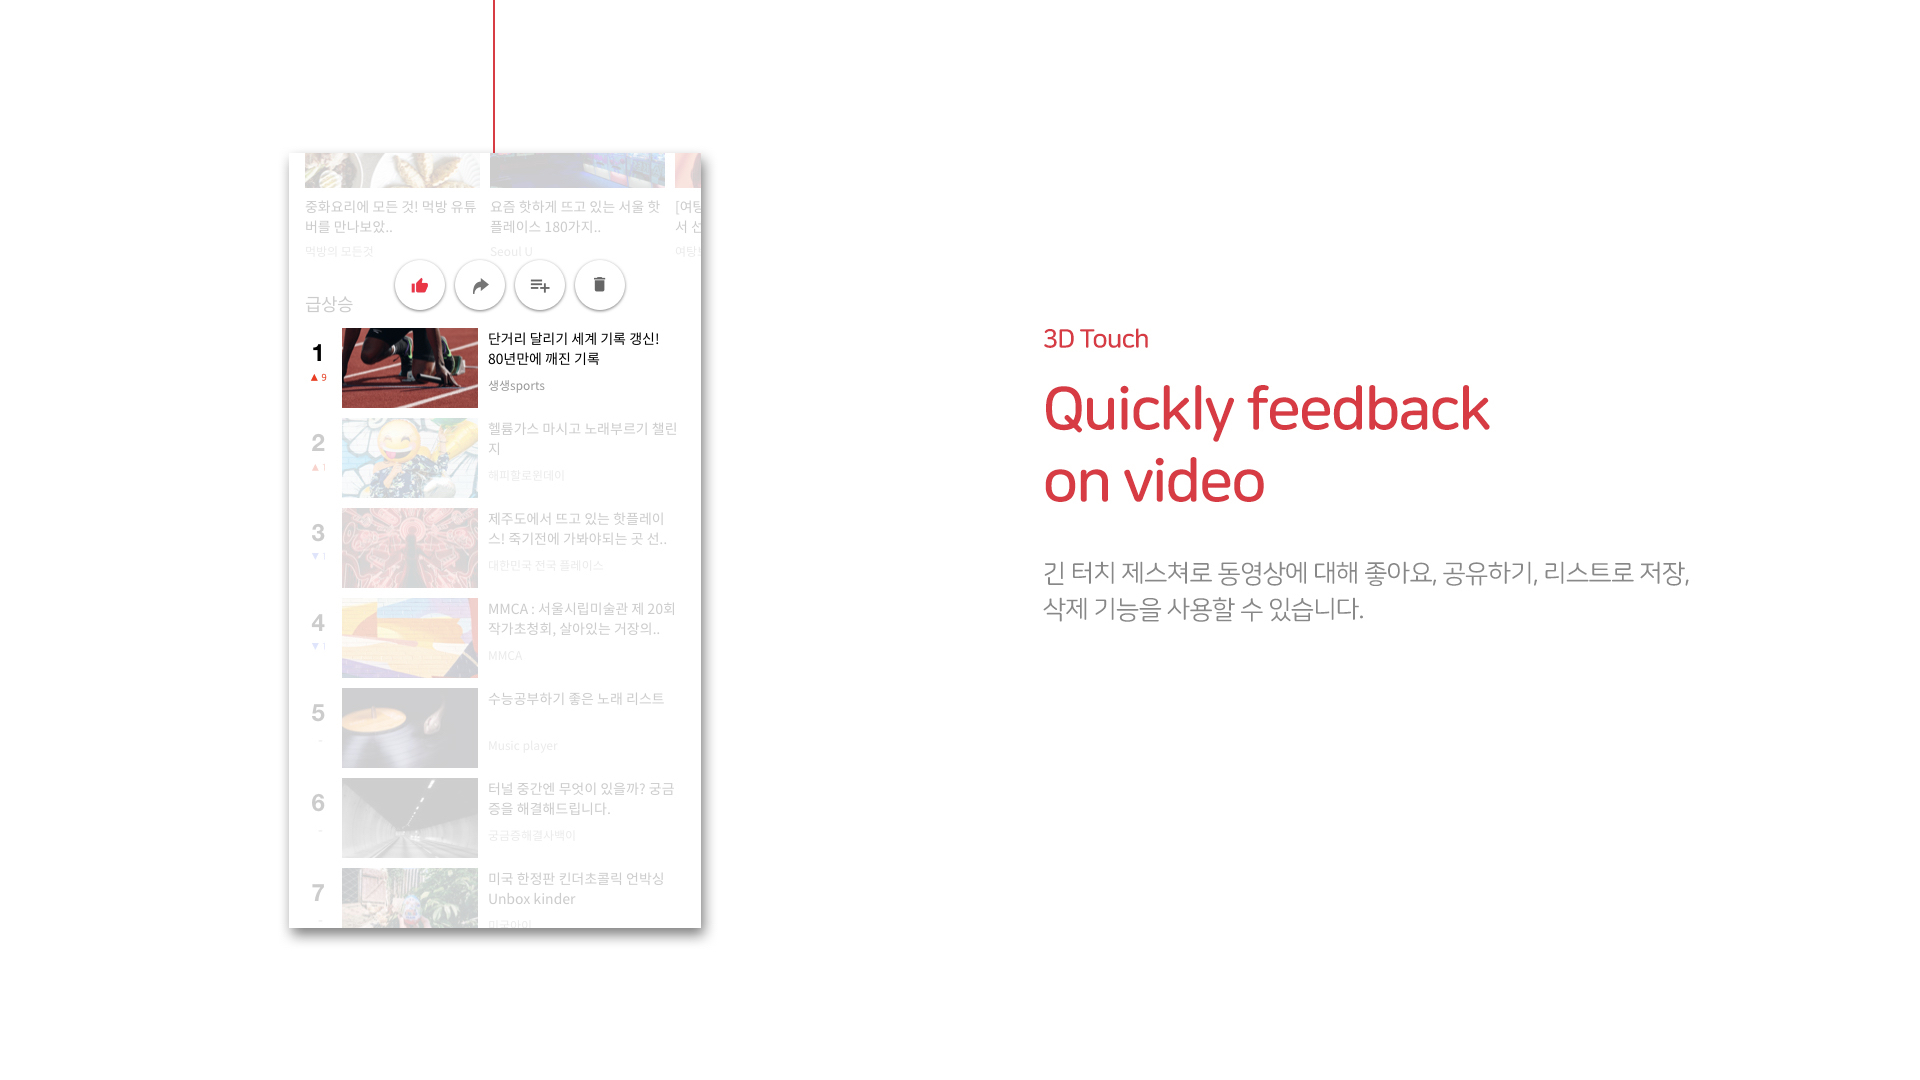 중화요리에 모든 것! 먹방 유튜
버를 만나보았..
먹방의 모든것
요즘 핫하게 뜨고 있는 서울 핫
플레이스 180가지..
Seoul U
[여탕
서 선
급상승
1
▲ 9
단거리 달리기 세계 기록 갱신!
80년만에 깨진 기록
생생sports
2
▲ 1
헬륨가스 마시고 노래부르기 챌린
지
해피할로윈데이
3
▼ 1
제주도에서 뜨고 있는 핫플레이
스! 죽기전에 가봐야되는 곳 선..
대한민국 전국 플레이스
4
▼ 1
MMCA : 서울시립미술관 제 20회
작가초청회, 살아있는 거장의..
MMCA
5
-
수능공부하기 좋은 노래 리스트
Music player
6
-
터널 중간엔 무엇이 있을까? 궁금
증을 해결해드립니다.
궁금증해결사백이
7
-
미국 한정판 킨더초콜릭 언박싱
Unbox kinder
3D Touch
Quickly feedback
on video
긴 터치 제스쳐로 동영상에 대해 좋아요, 공유하기, 리스트로 저장,
삭제 기능을 사용할 수 있습니다.